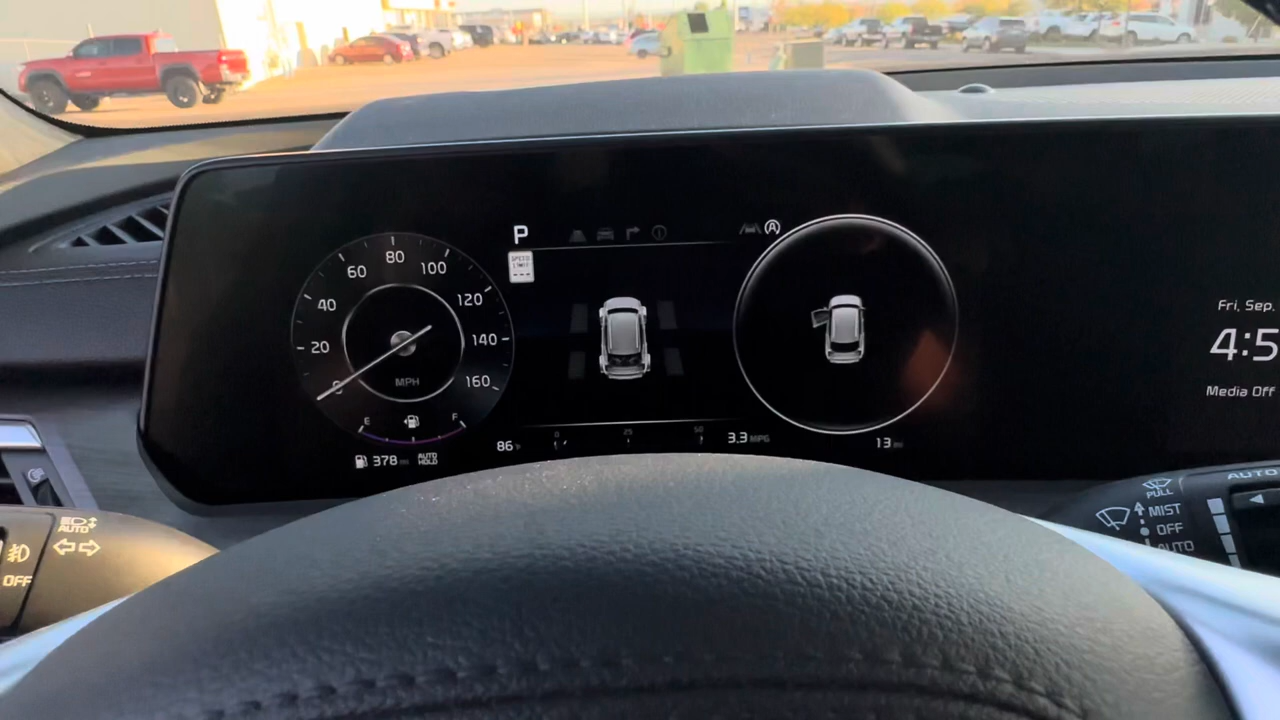 P
SPEED
LIMIT
---
20
40
60
80
100
120
140
160
MPH
E
F
378 mi
AUTO
HOLD
86°F
0
25
50
3.3 MPG
13 mi
Fri, Sep.
4:5
Media Off
AUTO
OFF
PULL
MIST
OFF
AUTO
AUTO